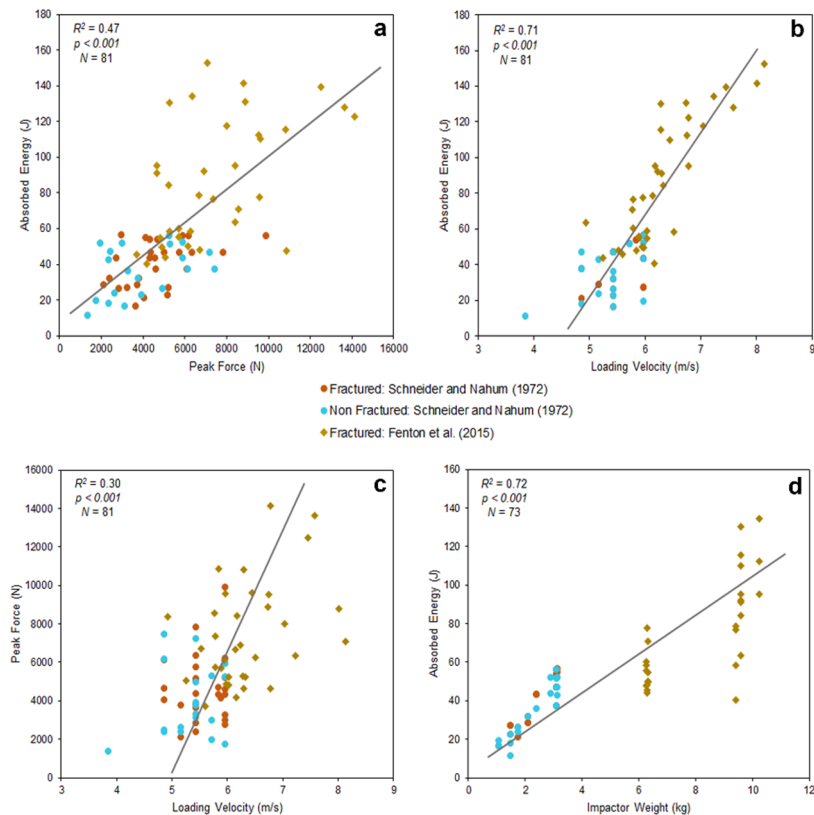 R² = 0.47
p < 0.001
N = 81
a
Absorbed Energy (J)
180
160
140
120
100
80
60
40
20
0
0 2000 4000 6000 8000 10000 12000 14000 16000
Peak Force (N)
R² = 0.71
p < 0.001
N = 81
b
Absorbed Energy (J)
180
160
140
120
100
80
60
40
20
0
3 4 5 6 7 8 9
Loading Velocity (m/s)
Fractured: Schneider and Nahum (1972)
Non Fractured: Schneider and Nahum (1972)
Fractured: Fenton et al. (2015)
R² = 0.30
p < 0.001
N = 81
c
Peak Force (N)
16000
14000
12000
10000
8000
6000
4000
2000
0
3 4 5 6 7 8 9
Loading Velocity (m/s)
R² = 0.72
p < 0.001
N = 73
d
Absorbed Energy (J)
160
140
120
100
80
60
40
20
0
0 2 4 6 8 10 12
Impactor Weight (kg)